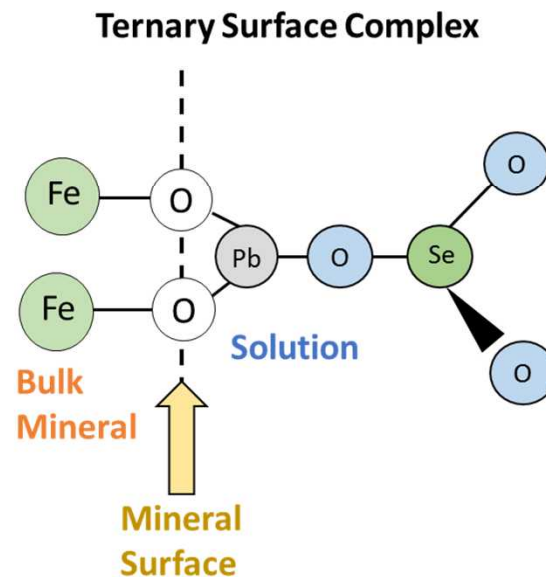 Ternary Surface Complex
Fe
O
Pb
O
Se
O
Fe
O
O
Solution
Bulk
Mineral
Mineral
Surface